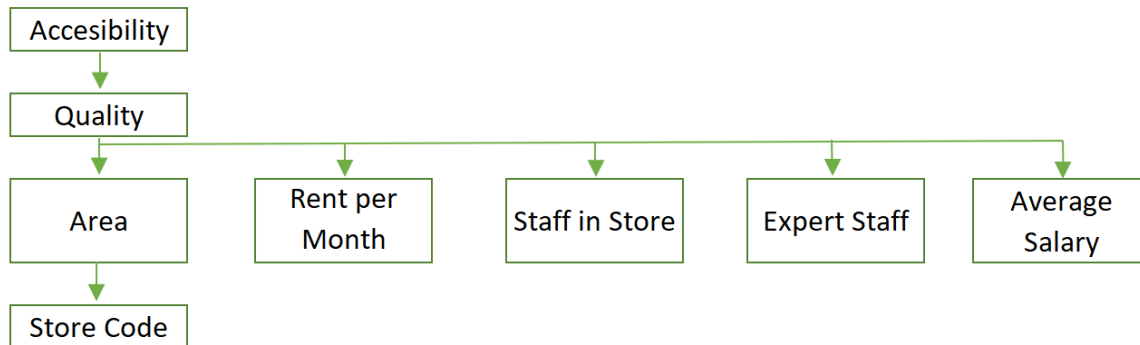 Accesibility
Quality
Area
Rent per
Month
Staff in Store
Expert Staff
Average
Salary
Store Code